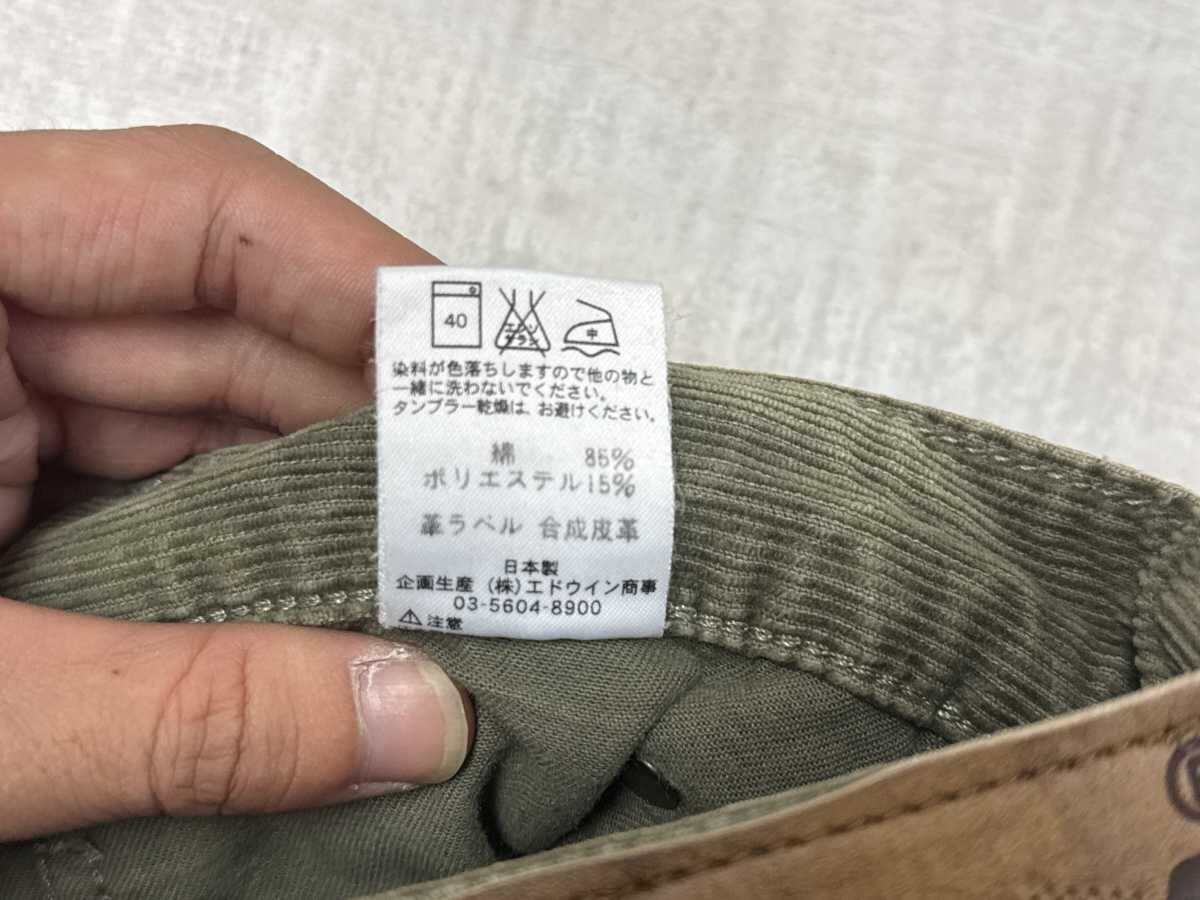 40
エンソ
サラシ
中
染料が色落ちしますので他の物と
一緒に洗わないでください。
タンブラー乾燥は、お避けください。
綿 85%
ポリエステル15%
革ラベル 合成皮革
日本製
企画生産 (株)エドウイン商事
03-5604-8900
⚠注意